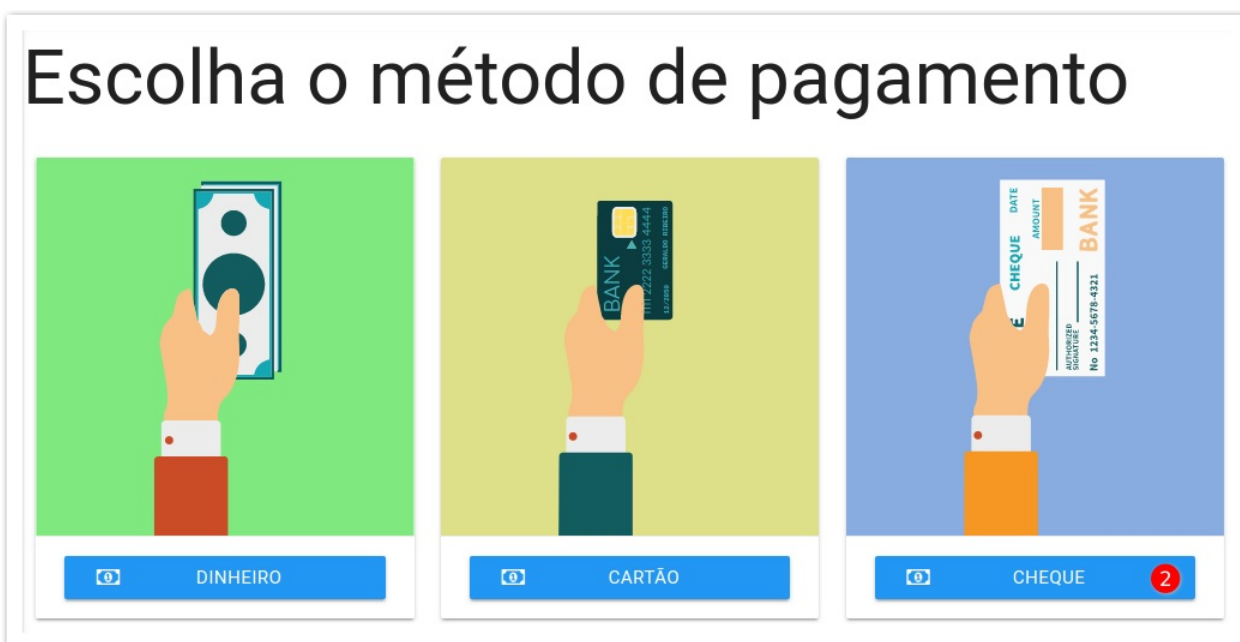 Escolha o método de pagamento
BANK
2222 3333 4444
12/2050 GERALDO RIBEIRO
CHEQUE DATE
AMOUNT
BANK
AUTHORIZED
SIGNATURE
No 1234-5678-4321
DINHEIRO
CARTÃO
CHEQUE 2